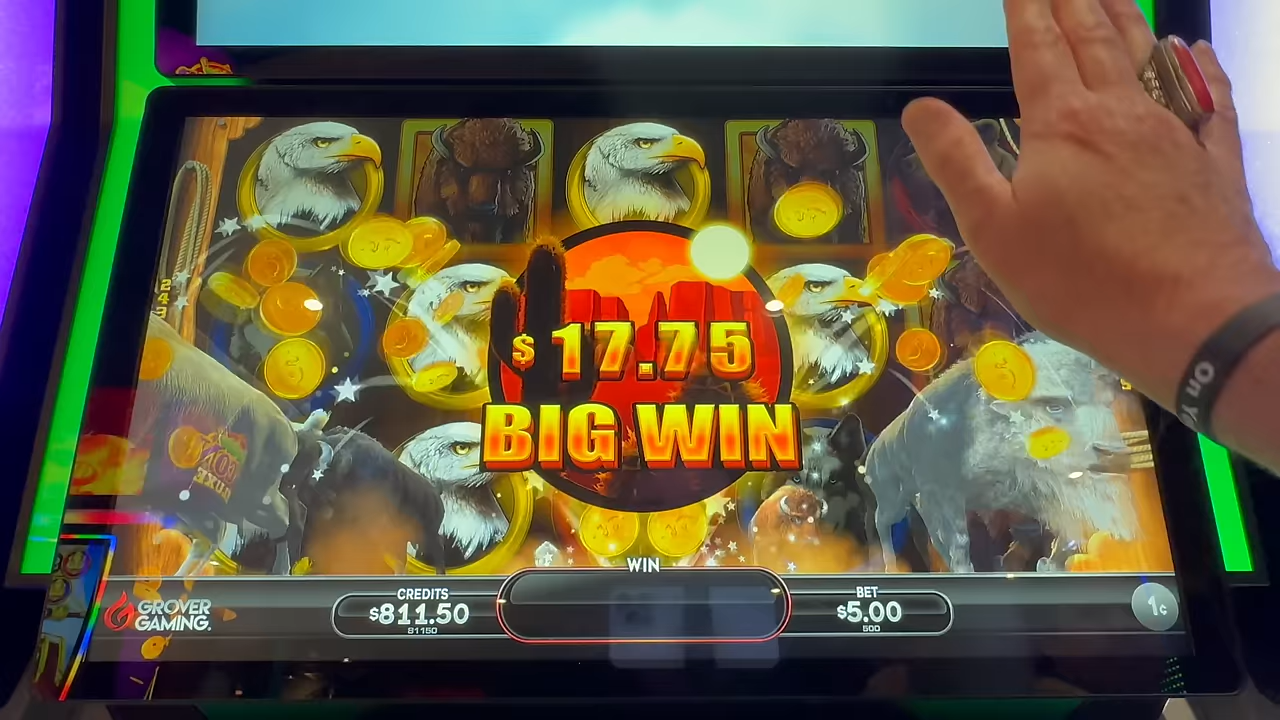 $17.75
BIG WIN
WIN
CREDITS
$811.50
81150
BET
$5.00
500
GROVER
GAMING.
1¢
On Y